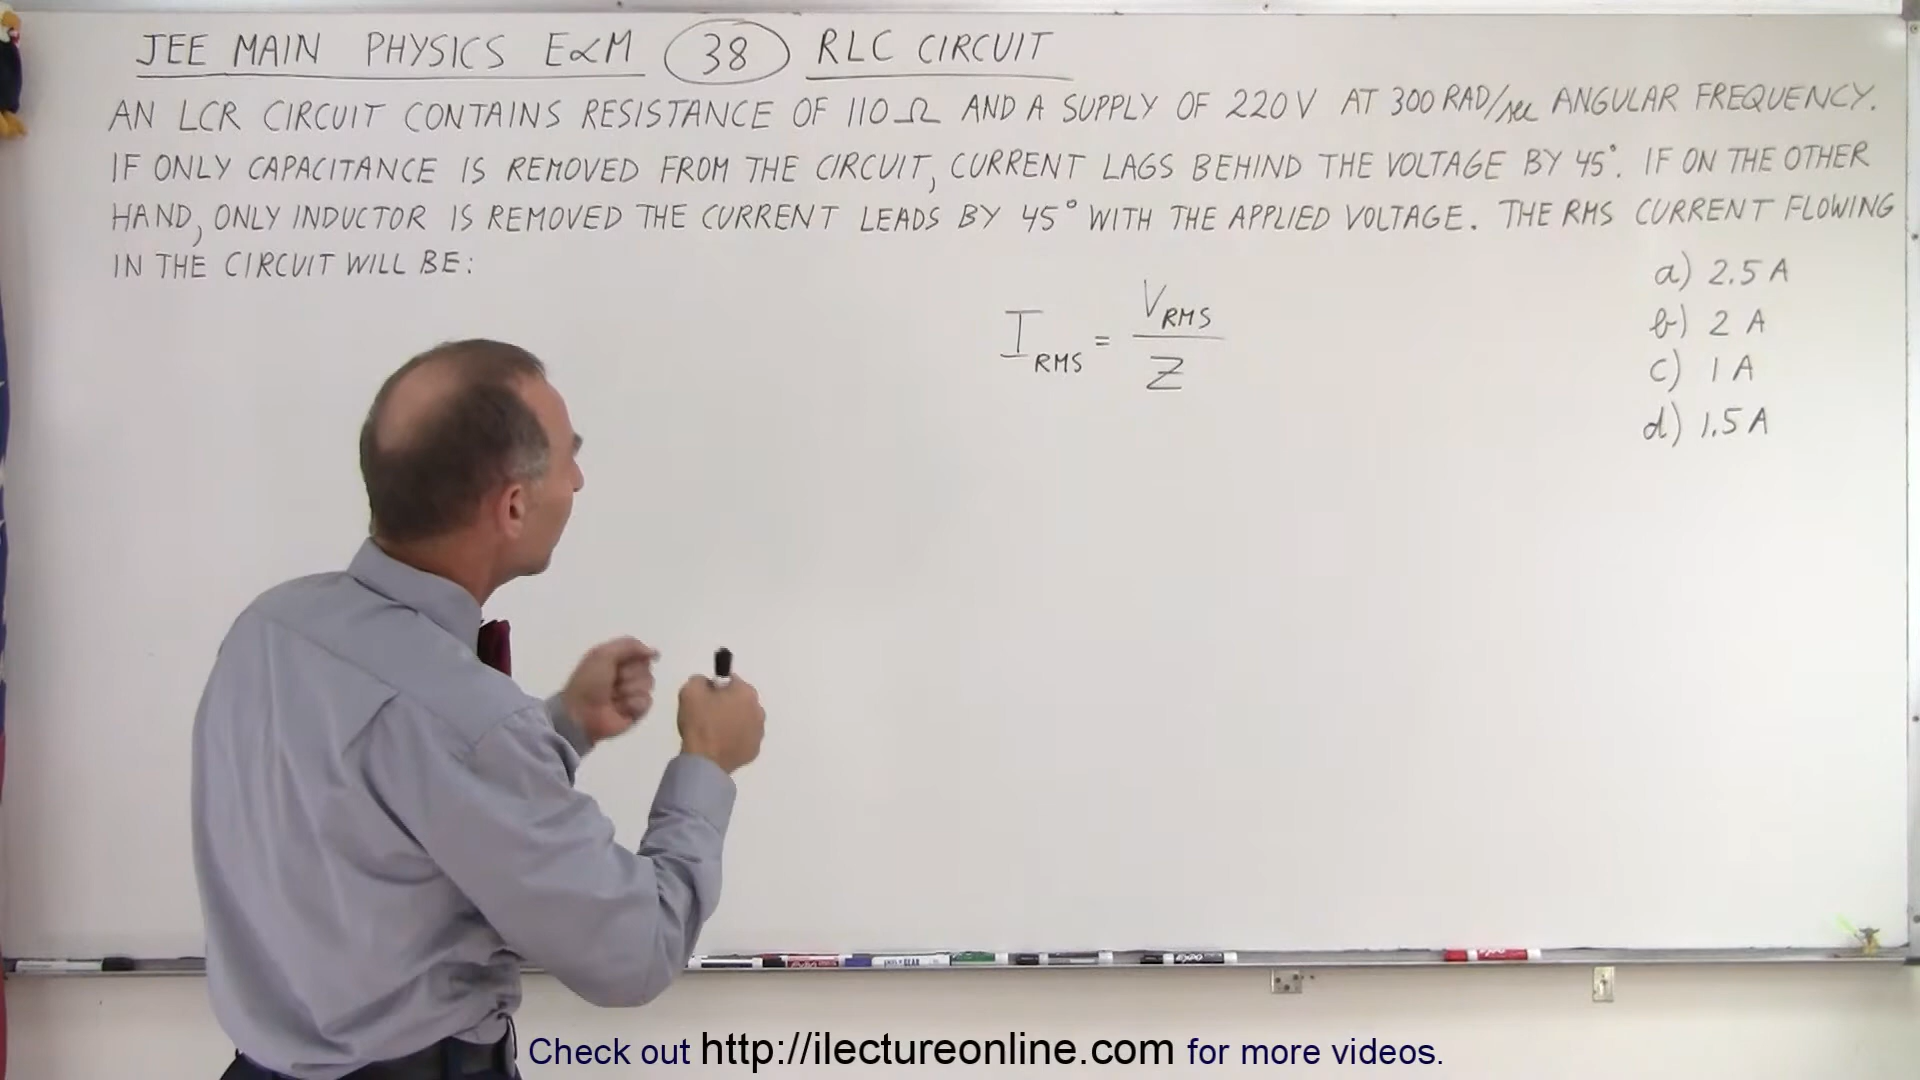 JEE MAIN PHYSICS E∝M 38 RLC CIRCUIT
AN LCR CIRCUIT CONTAINS RESISTANCE OF 110 Ω AND A SUPPLY OF 220 V AT 300 RAD/sec ANGULAR FREQUENCY.
IF ONLY CAPACITANCE IS REMOVED FROM THE CIRCUIT, CURRENT LAGS BEHIND THE VOLTAGE BY 45°. IF ON THE OTHER
HAND, ONLY INDUCTOR IS REMOVED THE CURRENT LEADS BY 45° WITH THE APPLIED VOLTAGE. THE RMS CURRENT FLOWING
IN THE CIRCUIT WILL BE:
a) 2.5 A
b) 2 A
c) 1 A
d) 1.5 A
I_RMS = V_RMS / Z
Check out http://ilectureonline.com for more videos.